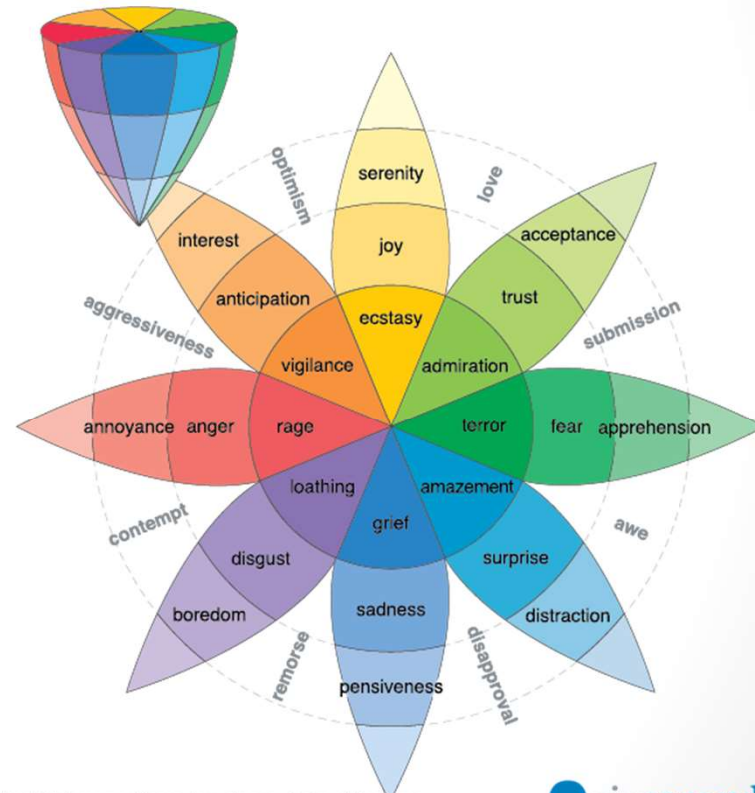 optimism
love
serenity
interest
acceptance
joy
anticipation
trust
ecstasy
aggressiveness
submission
vigilance
admiration
annoyance anger rage terror fear apprehension
loathing
amazement
grief
contempt
awe
disgust
surprise
sadness
boredom
distraction
remorse
disapproval
pensiveness